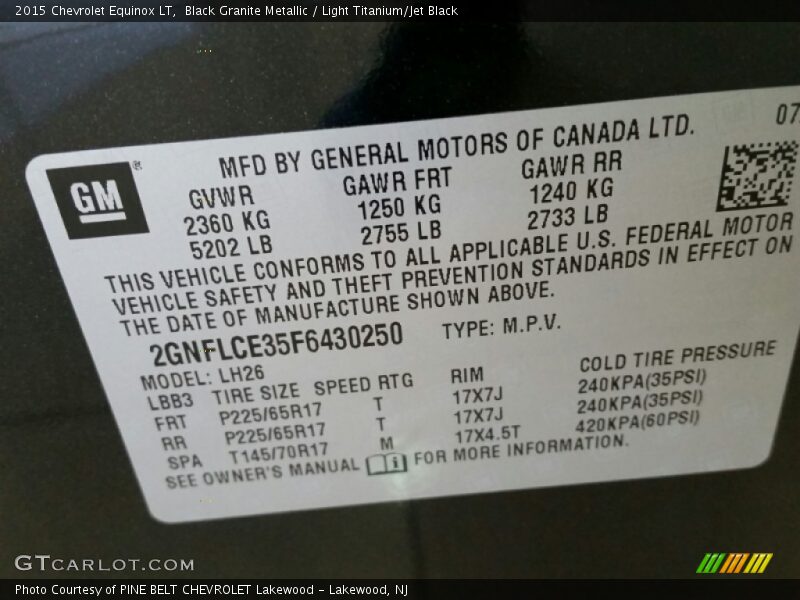 2015 Chevrolet Equinox LT, Black Granite Metallic / Light Titanium/Jet Black
07
GM
MFD BY GENERAL MOTORS OF CANADA LTD.
GVWR GAWR FRT GAWR RR
2360 KG 1250 KG 1240 KG
5202 LB 2755 LB 2733 LB
THIS VEHICLE CONFORMS TO ALL APPLICABLE U.S. FEDERAL MOTOR
VEHICLE SAFETY AND THEFT PREVENTION STANDARDS IN EFFECT ON
THE DATE OF MANUFACTURE SHOWN ABOVE.
2GNFLCE35F6430250 TYPE: M.P.V.
MODEL: LH26
LBB3 TIRE SIZE SPEED RTG RIM COLD TIRE PRESSURE
FRT P225/65R17 T 17X7J 240KPA(35PSI)
RR P225/65R17 T 17X7J 240KPA(35PSI)
SPA T145/70R17 M 17X4.5T 420KPA(60PSI)
SEE OWNER'S MANUAL FOR MORE INFORMATION.
GTCARLOT.COM
Photo Courtesy of PINE BELT CHEVROLET Lakewood - Lakewood, NJ